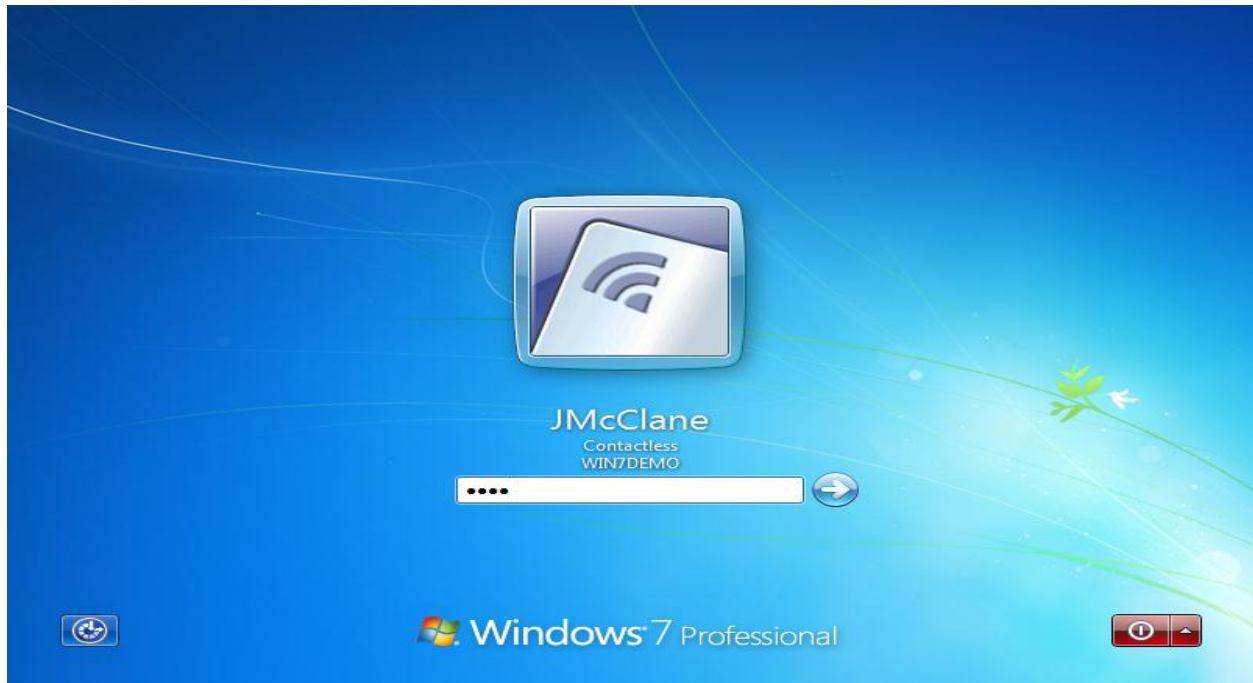 JMcClane
Contactless
WIN7DEMO
••••
Windows 7 Professional